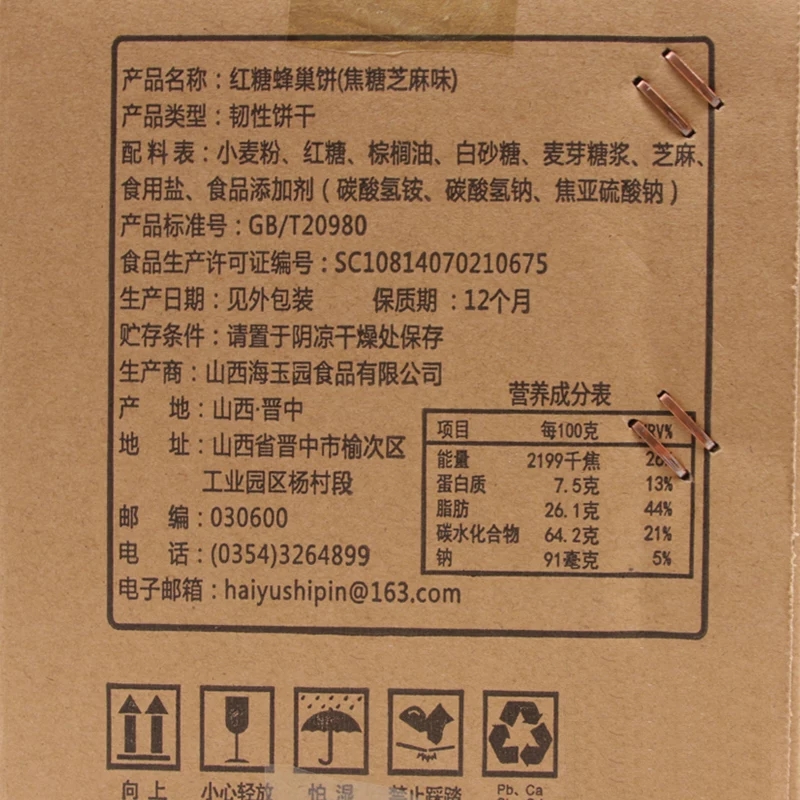 产品名称：红糖蜂巢饼(焦糖芝麻味)
产品类型：韧性饼干
配料表：小麦粉、红糖、棕榈油、白砂糖、麦芽糖浆、芝麻、
食用盐、食品添加剂（碳酸氢铵、碳酸氢钠、焦亚硫酸钠）
产品标准号：GB/T20980
食品生产许可证编号：SC10814070210675
生产日期：见外包装 保质期：12个月
贮存条件：请置于阴凉干燥处保存
生产商：山西海玉园食品有限公司
产 地：山西·晋中
地 址：山西省晋中市榆次区
工业园区杨村段
邮 编：030600
电 话：(0354)3264899
电子邮箱：haiyushipin@163.com
营养成分表
项目 每100克
能量 2199千焦
蛋白质 7.5克 13%
脂肪 26.1克 44%
碳水化合物 64.2克 21%
钠 91毫克 5%
向上 小心轻放 怕湿 禁止踩踏 Pb、Ca